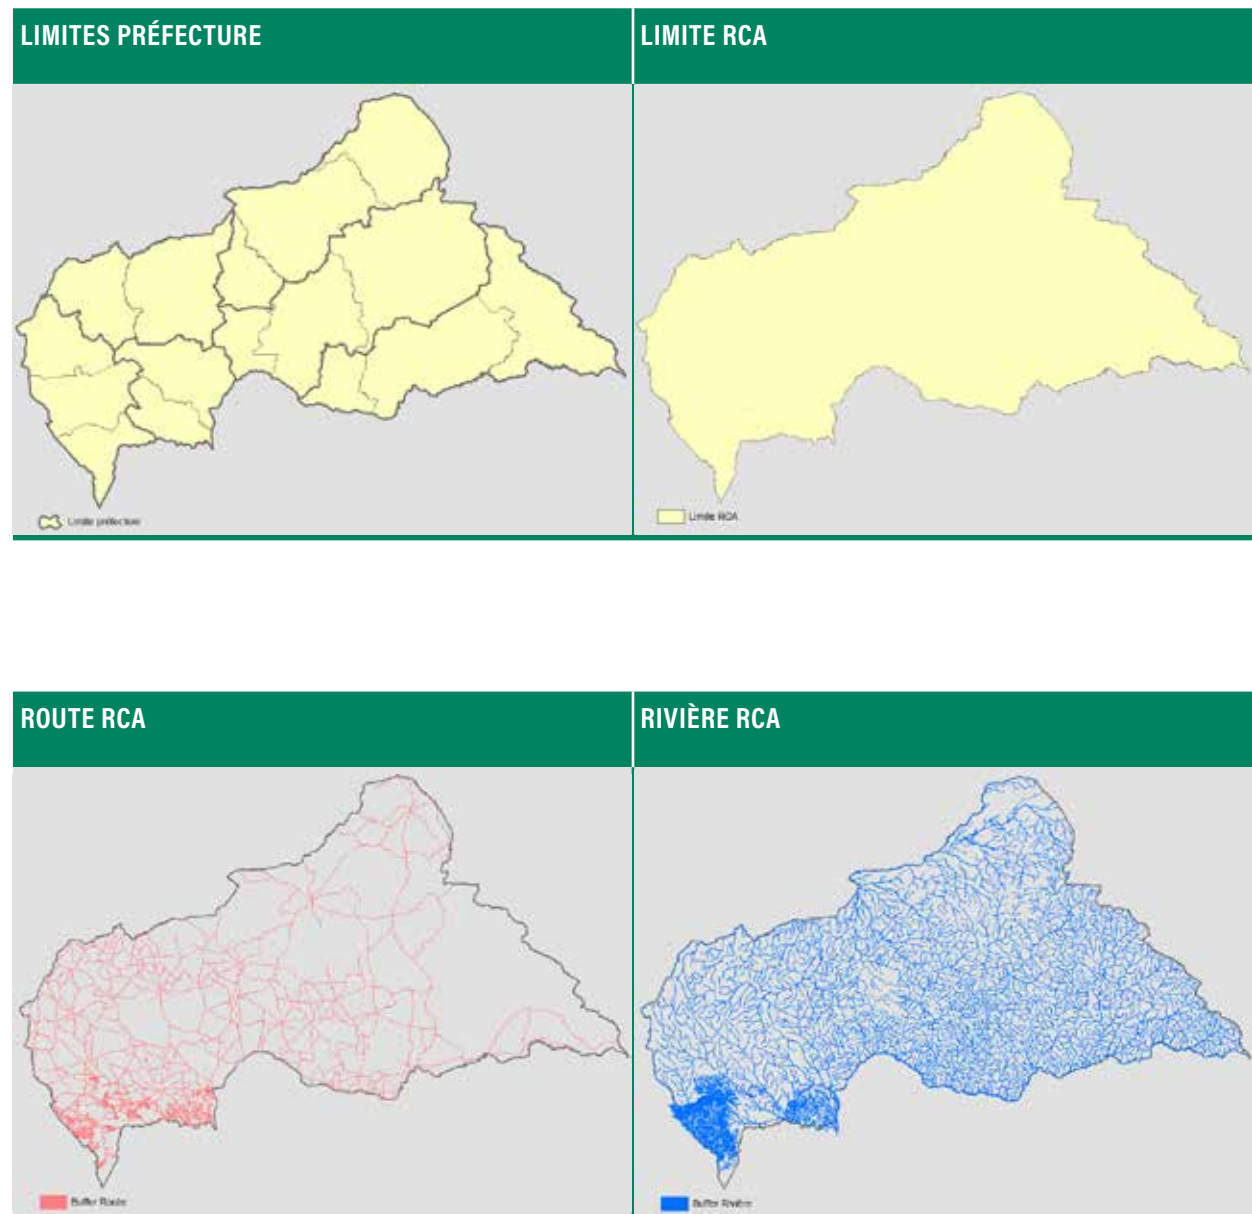 LIMITES PRÉFECTURE
LIMITE RCA
Limite préfecture
Limite RCA
ROUTE RCA
RIVIÈRE RCA
Buffer Route
Buffer Rivière